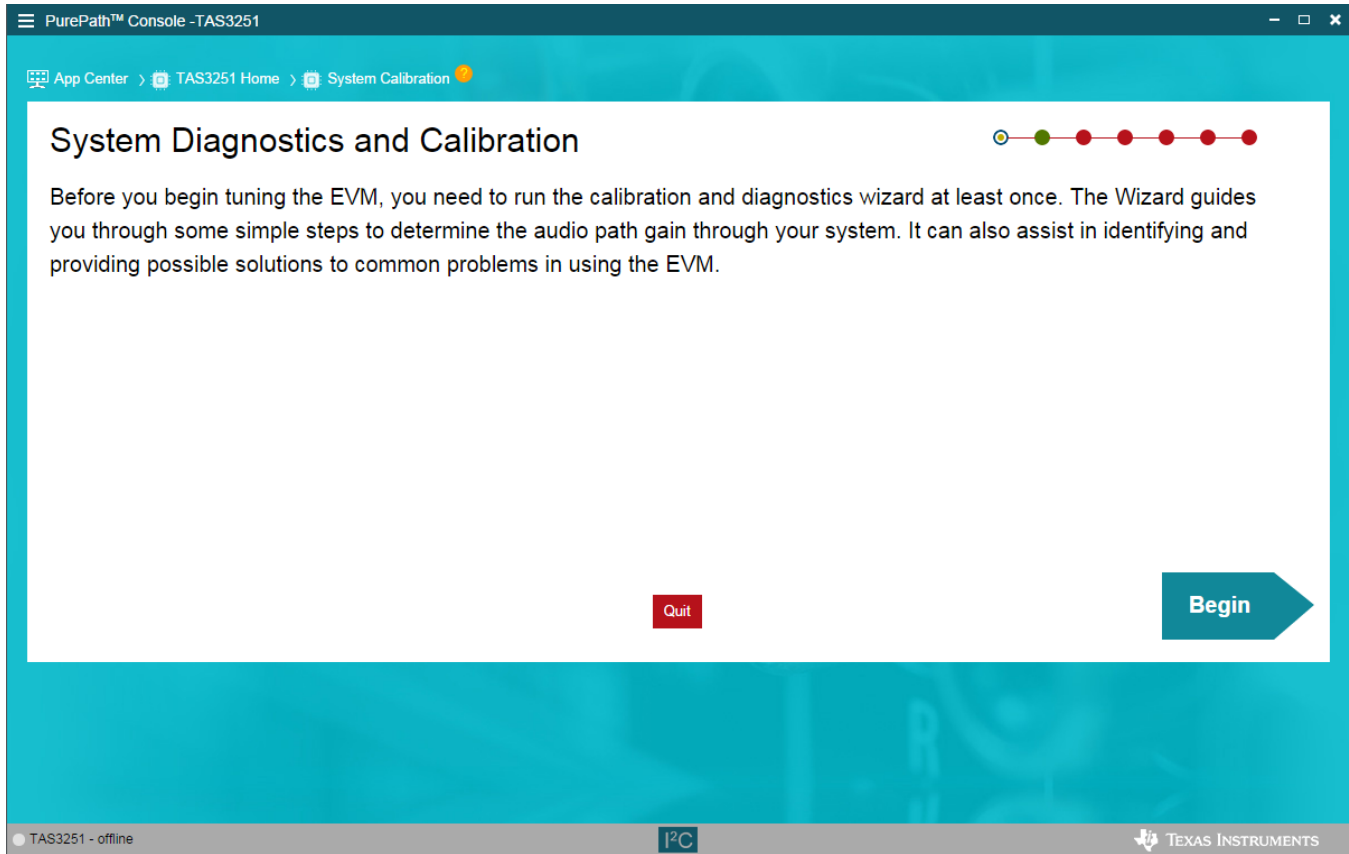 PurePath™ Console -TAS3251
App Center > TAS3251 Home > System Calibration ?
System Diagnostics and Calibration
Before you begin tuning the EVM, you need to run the calibration and diagnostics wizard at least once. The Wizard guides
you through some simple steps to determine the audio path gain through your system. It can also assist in identifying and
providing possible solutions to common problems in using the EVM.
Quit
Begin
R
TAS3251 - offline
I²C
TEXAS INSTRUMENTS